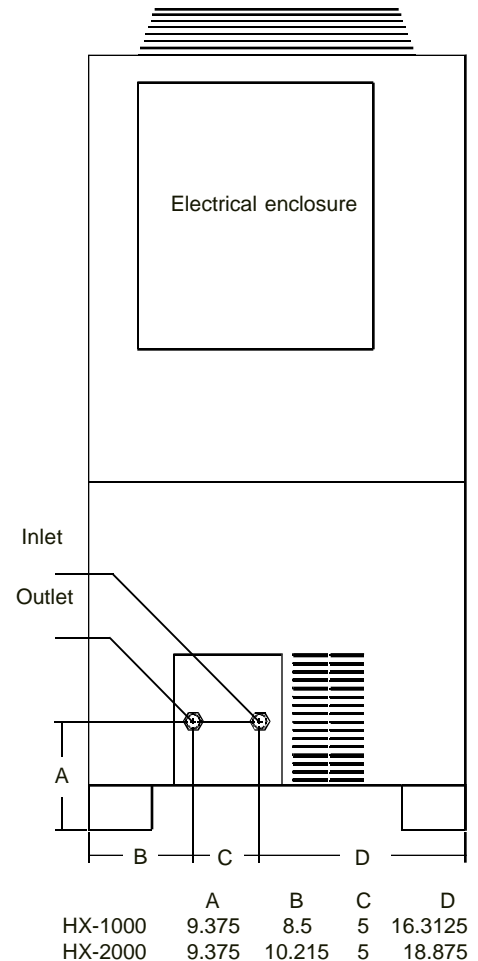 Electrical enclosure
Inlet
Outlet
A
B C D
A B C D
HX-1000 9.375 8.5 5 16.3125
HX-2000 9.375 10.215 5 18.875